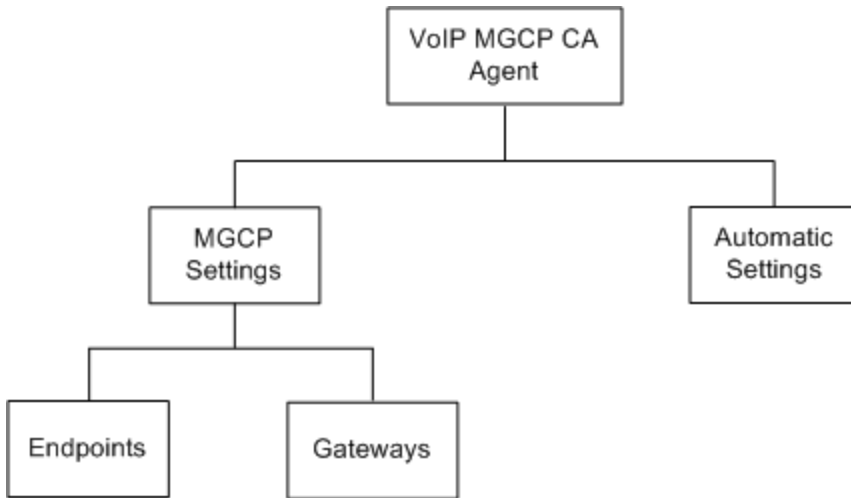 VoIP MGCP CA
Agent
MGCP
Settings
Automatic
Settings
Endpoints
Gateways